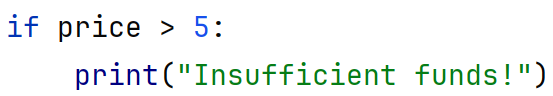 if price > 5:
    print("Insufficient funds!")